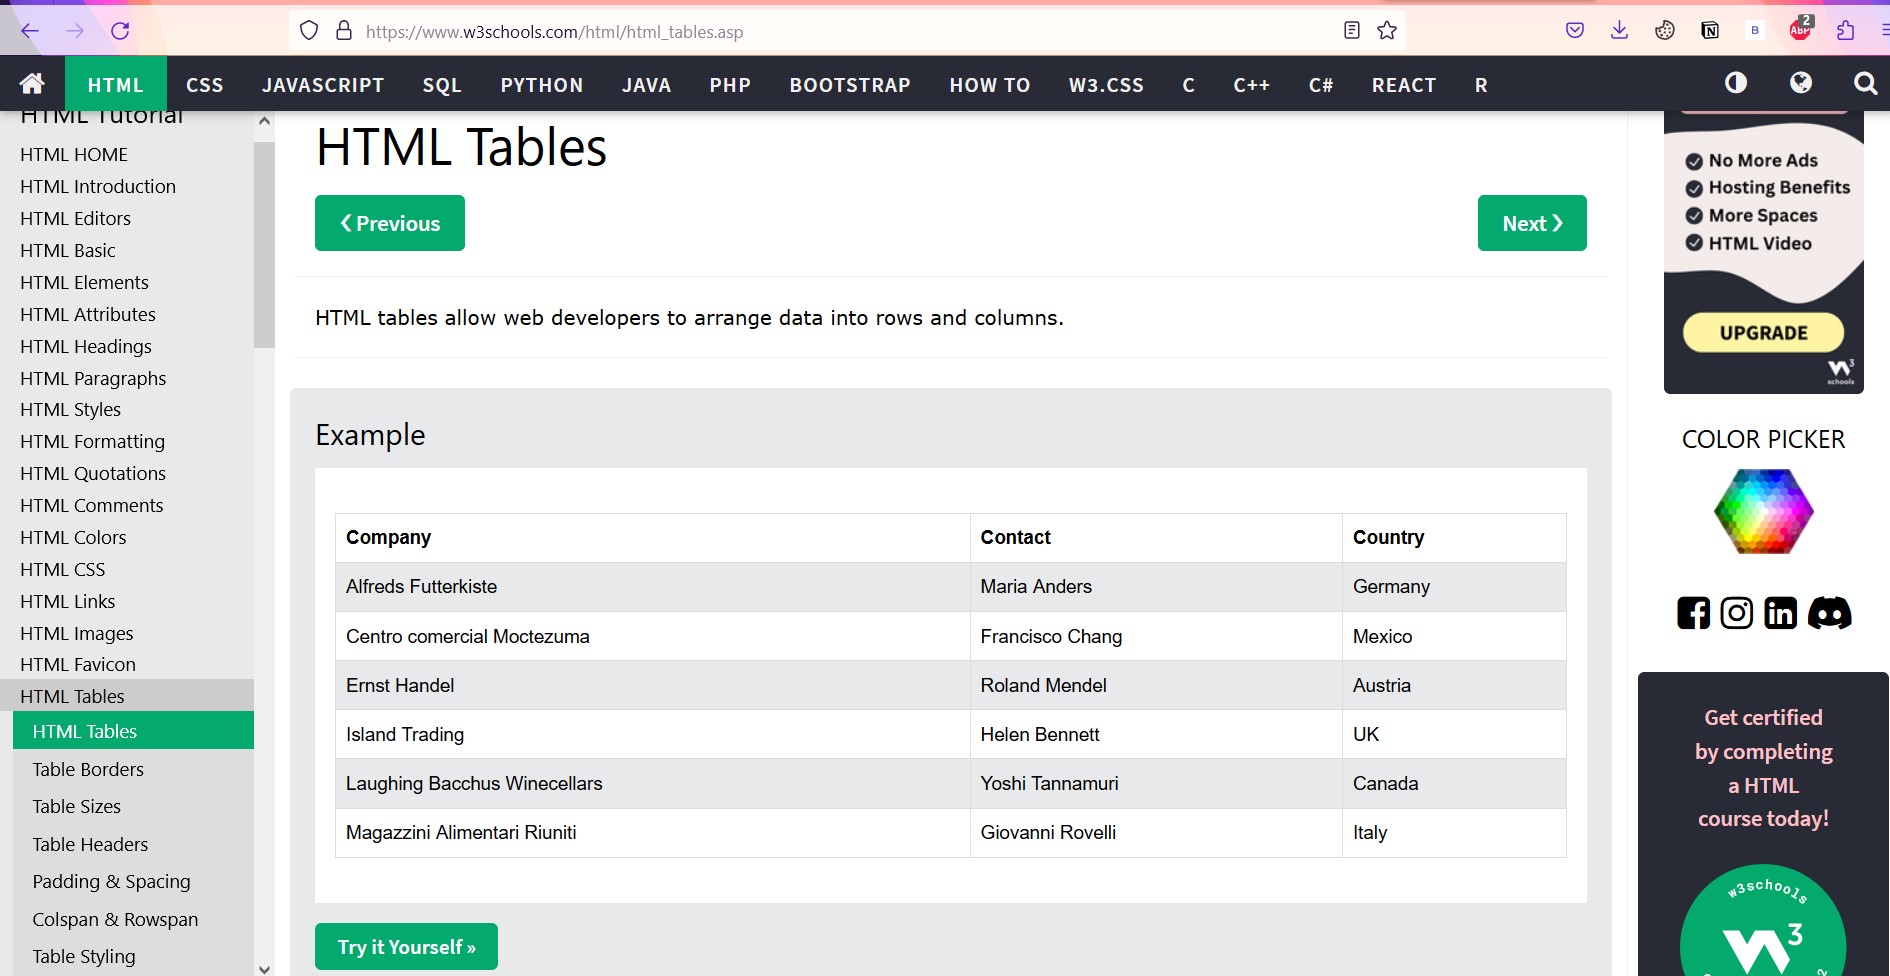 https://www.w3schools.com/html/html_tables.asp
N
B
ABP
2
HTML
CSS
JAVASCRIPT
SQL
PYTHON
JAVA
PHP
BOOTSTRAP
HOW TO
W3.CSS
C
C++
C#
REACT
R
HTML Tutorial
HTML HOME
HTML Introduction
HTML Editors
HTML Basic
HTML Elements
HTML Attributes
HTML Headings
HTML Paragraphs
HTML Styles
HTML Formatting
HTML Quotations
HTML Comments
HTML Colors
HTML CSS
HTML Links
HTML Images
HTML Favicon
HTML Tables
HTML Tables
Table Borders
Table Sizes
Table Headers
Padding & Spacing
Colspan & Rowspan
Table Styling
HTML Tables
❮ Previous
Next ❯
HTML tables allow web developers to arrange data into rows and columns.
Example
Company Contact Country
Alfreds Futterkiste Maria Anders Germany
Centro comercial Moctezuma Francisco Chang Mexico
Ernst Handel Roland Mendel Austria
Island Trading Helen Bennett UK
Laughing Bacchus Winecellars Yoshi Tannamuri Canada
Magazzini Alimentari Riuniti Giovanni Rovelli Italy
Try it Yourself »
No More Ads
Hosting Benefits
More Spaces
HTML Video
UPGRADE
W3
schools
COLOR PICKER
in
Get certified
by completing
a HTML
course today!
w3schools
W3